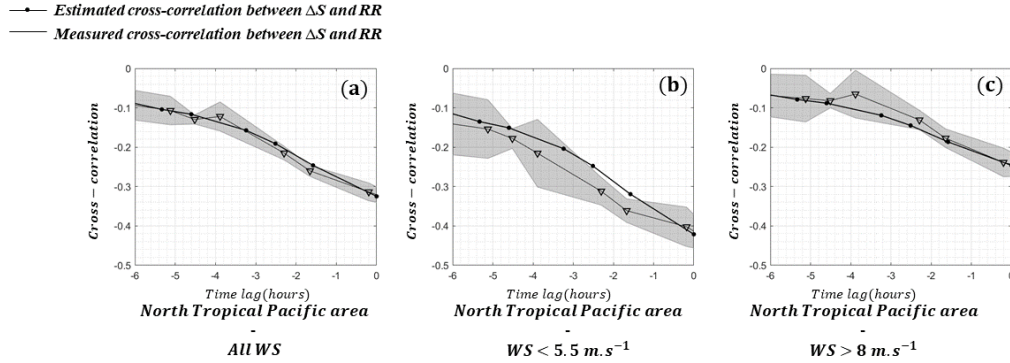 Estimated cross-correlation between ΔS and RR
Measured cross-correlation between ΔS and RR
(a)
(b)
(c)
0
-0.1
-0.2
-0.3
-0.4
-0.5
Cross − correlation
-6 -5 -4 -3 -2 -1 0
Time lag(hours)
North Tropical Pacific area
-
All WS
0
-0.1
-0.2
-0.3
-0.4
-0.5
Cross − correlation
-6 -5 -4 -3 -2 -1 0
Time lag(hours)
North Tropical Pacific area
-
WS < 5.5 m.s⁻¹
0
-0.1
-0.2
-0.3
-0.4
-0.5
Cross − correlation
-6 -5 -4 -3 -2 -1 0
Time lag(hours)
North Tropical Pacific area
-
WS > 8 m.s⁻¹